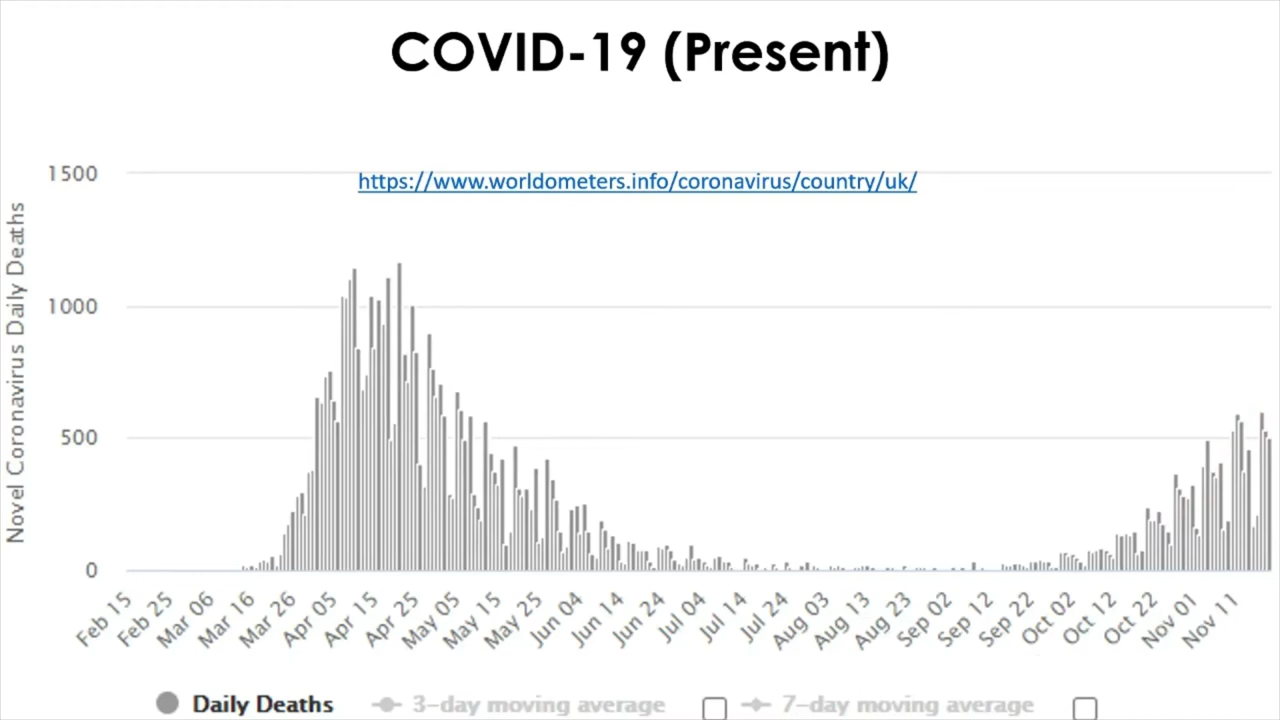 COVID-19 (Present)
https://www.worldometers.info/coronavirus/country/uk/
Novel Coronavirus Daily Deaths
1500
1000
500
0
Feb 15
Feb 25
Mar 06
Mar 16
Mar 26
Apr 05
Apr 15
Apr 25
May 05
May 15
May 25
Jun 04
Jun 14
Jun 24
Jul 04
Jul 14
Jul 24
Aug 03
Aug 13
Aug 23
Sep 02
Sep 12
Sep 22
Oct 02
Oct 12
Oct 22
Nov 01
Nov 11
Daily Deaths
3-day moving average
7-day moving average